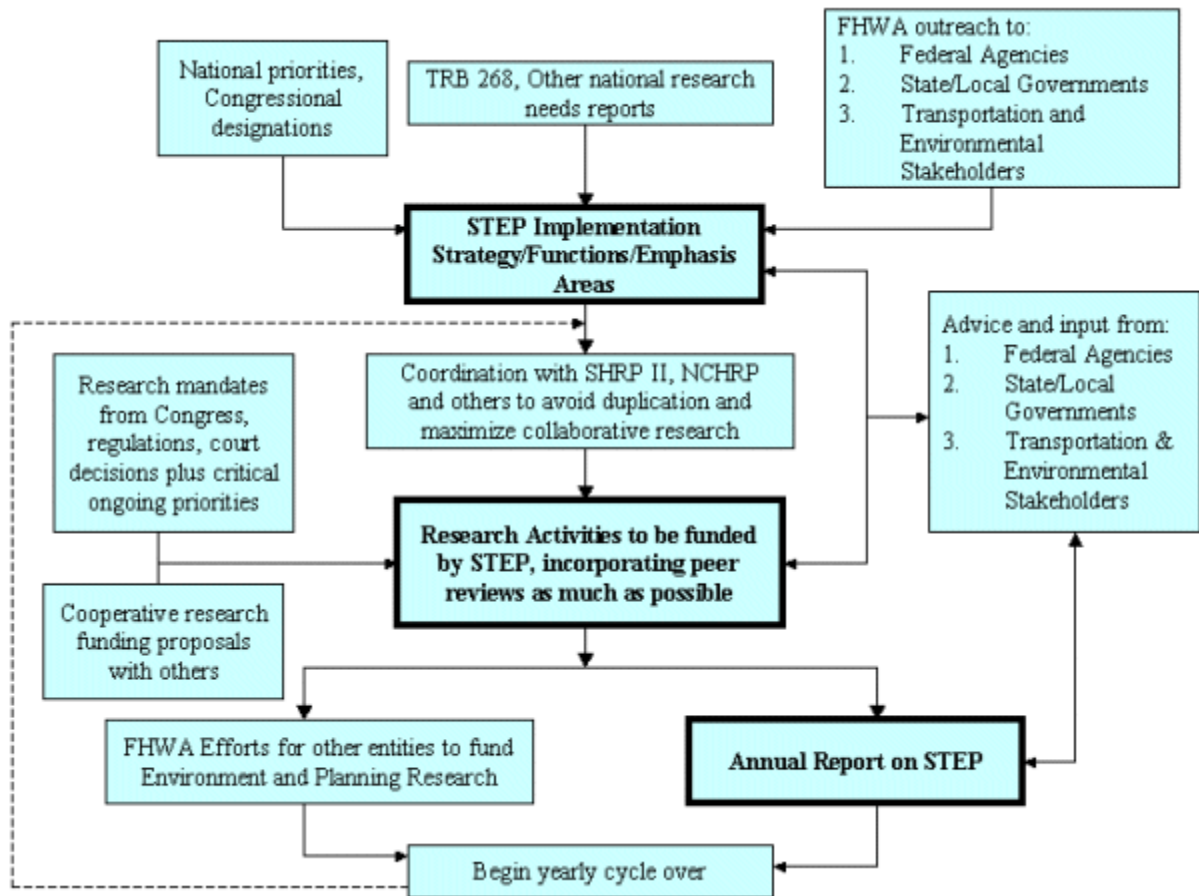 National priorities,
Congressional
designations
TRB 268, Other national research
needs reports
FHWA outreach to:
1. Federal Agencies
2. State/Local Governments
3. Transportation and
Environmental
Stakeholders
STEP Implementation
Strategy/Functions/Emphasis
Areas
Advice and input from:
1. Federal Agencies
2. State/Local
Governments
3. Transportation &
Environmental
Stakeholders
Coordination with SHRP II, NCHRP
and others to avoid duplication and
maximize collaborative research
Research mandates
from Congress,
regulations, court
decisions plus critical
ongoing priorities
Research Activities to be funded
by STEP, incorporating peer
reviews as much as possible
Cooperative research
funding proposals
with others
FHWA Efforts for other entities to fund
Environment and Planning Research
Annual Report on STEP
Begin yearly cycle over